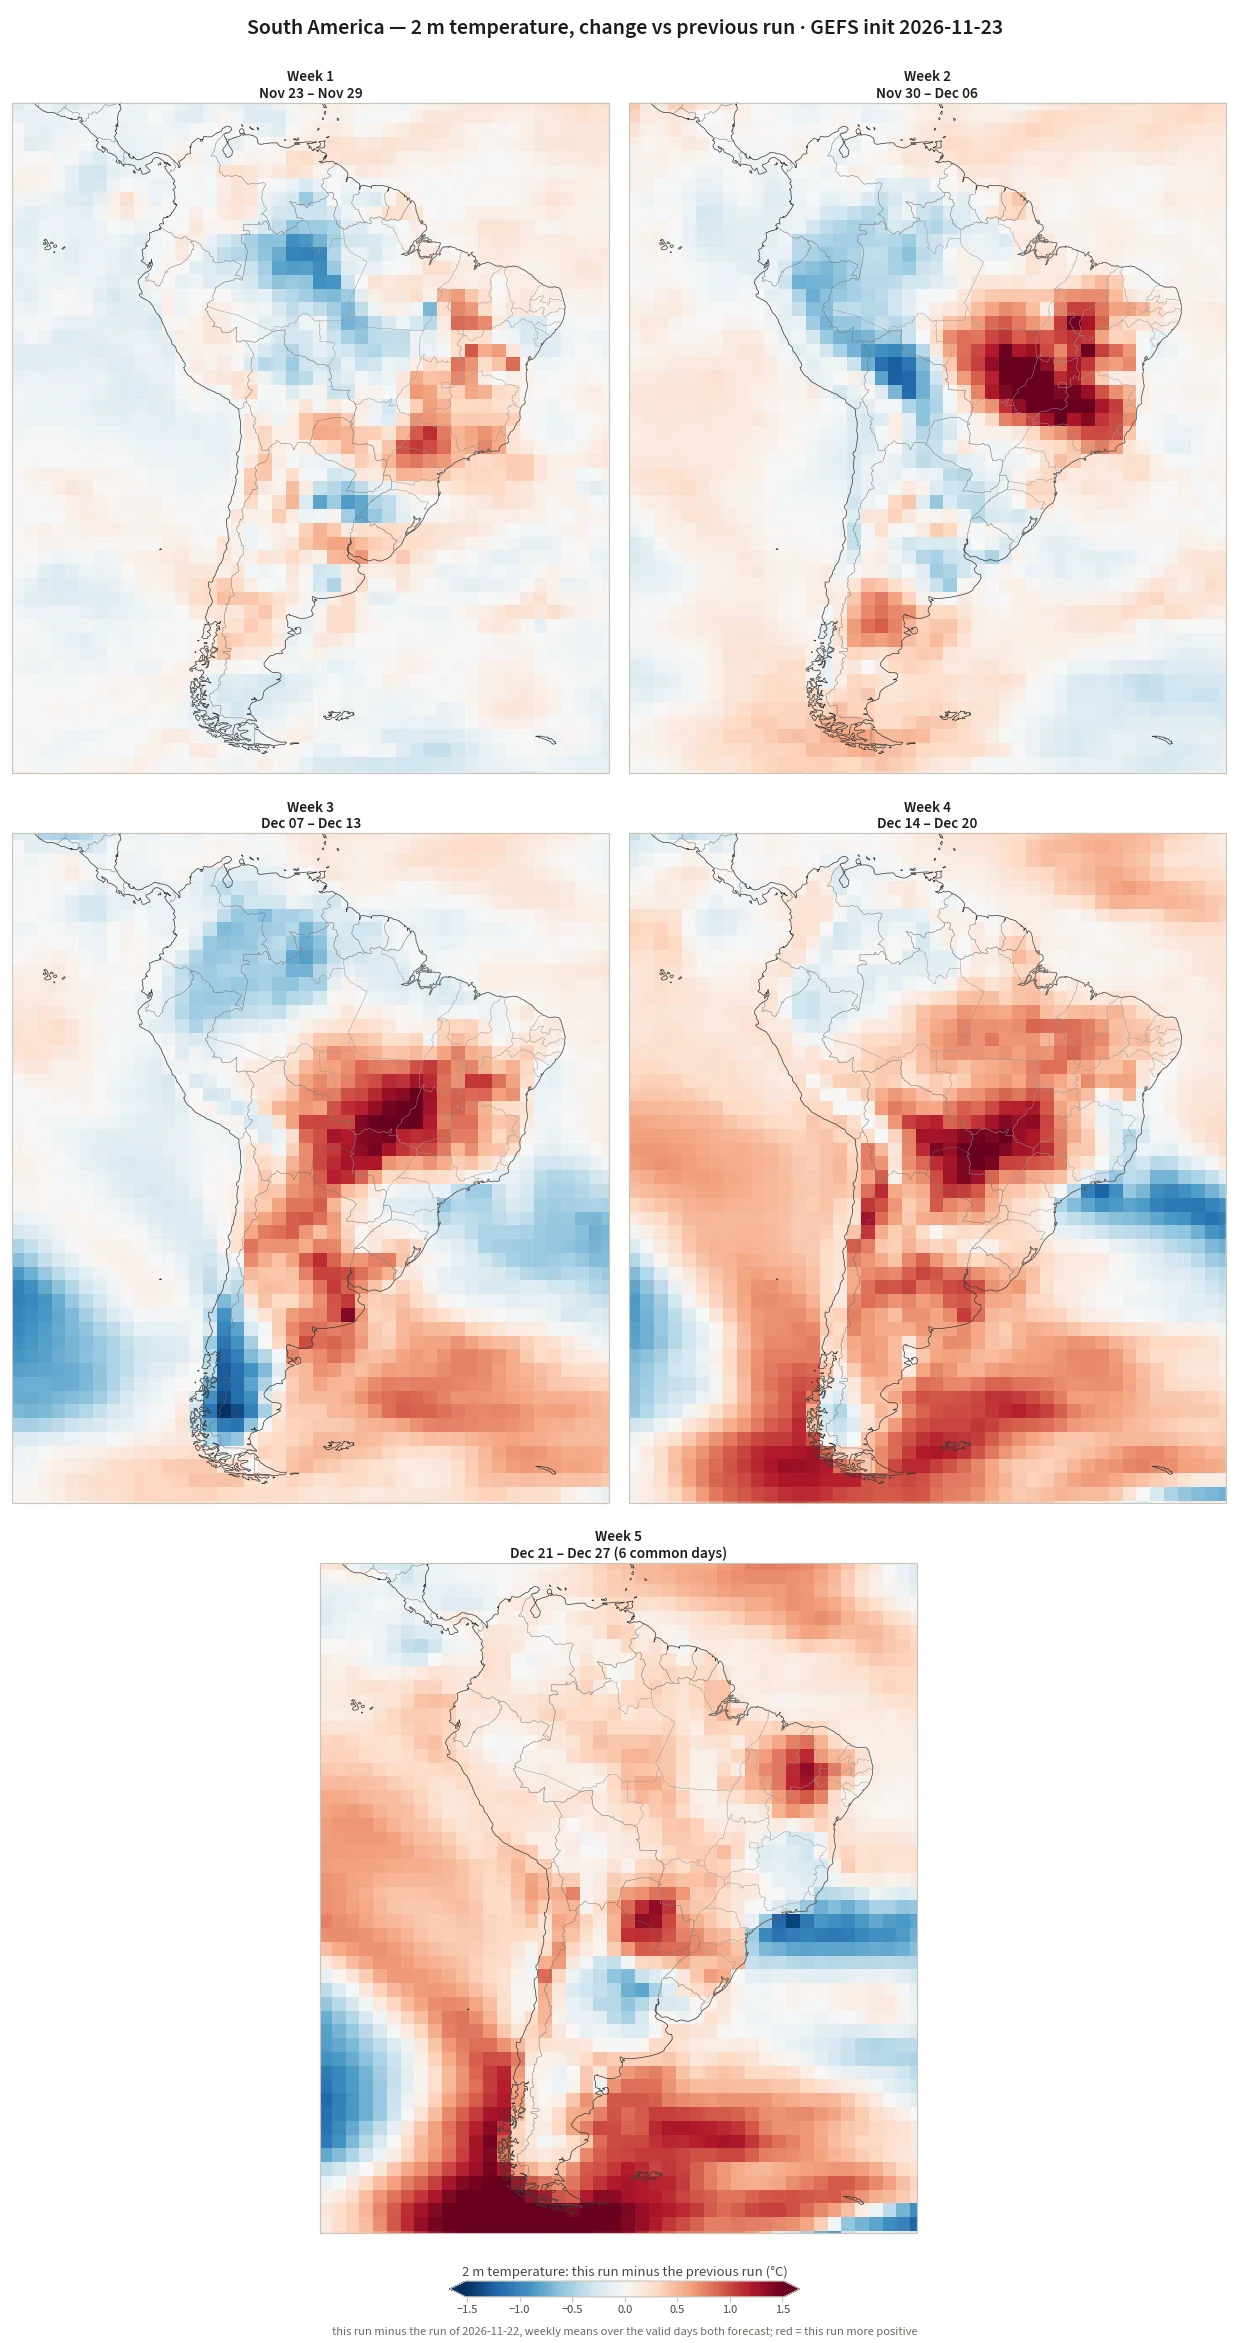 South America — 2 m temperature, change vs previous run · GEFS init 2026-11-23
Week 1
Nov 23 – Nov 29
Week 2
Nov 30 – Dec 06
Week 3
Dec 07 – Dec 13
Week 4
Dec 14 – Dec 20
Week 5
Dec 21 – Dec 27 (6 common days)
2 m temperature: this run minus the previous run (°C)
−1.5 −1.0 −0.5 0.0 0.5 1.0 1.5
this run minus the run of 2026-11-22, weekly means over the valid days both forecast; red = this run more positive